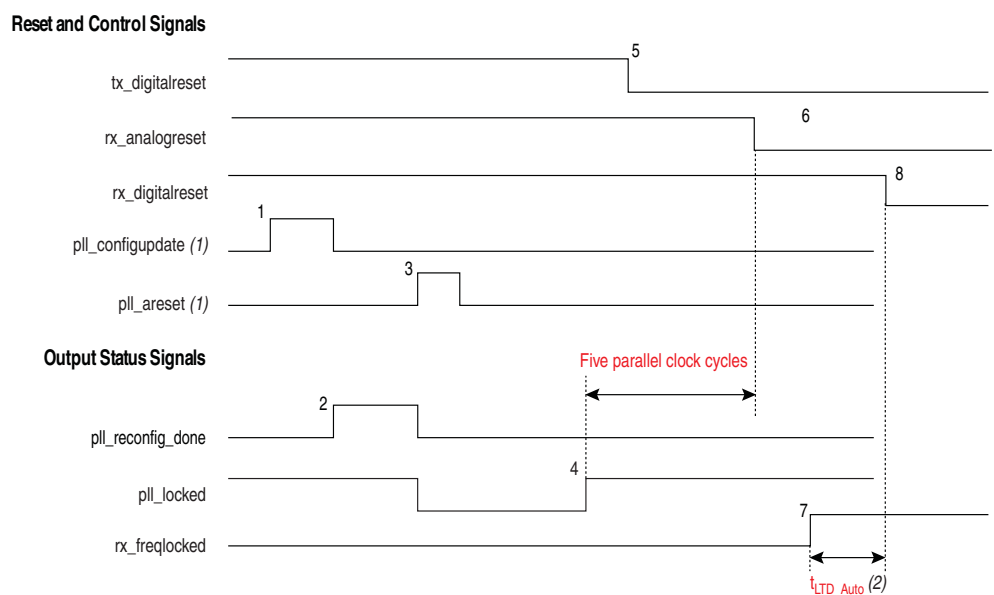 Reset and Control Signals
5
tx_digitalreset
6
rx_analogreset
8
rx_digitalreset
1
pll_configupdate (1)
3
pll_areset (1)
Output Status Signals
Five parallel clock cycles
2
pll_reconfig_done
4
pll_locked
7
rx_freqlocked
tLTD_Auto (2)